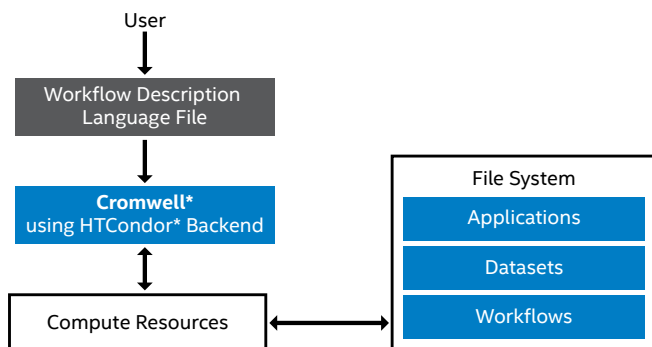 User
Workflow Description
Language File
Cromwell*
using HTCondor* Backend
Compute Resources
File System
Applications
Datasets
Workflows